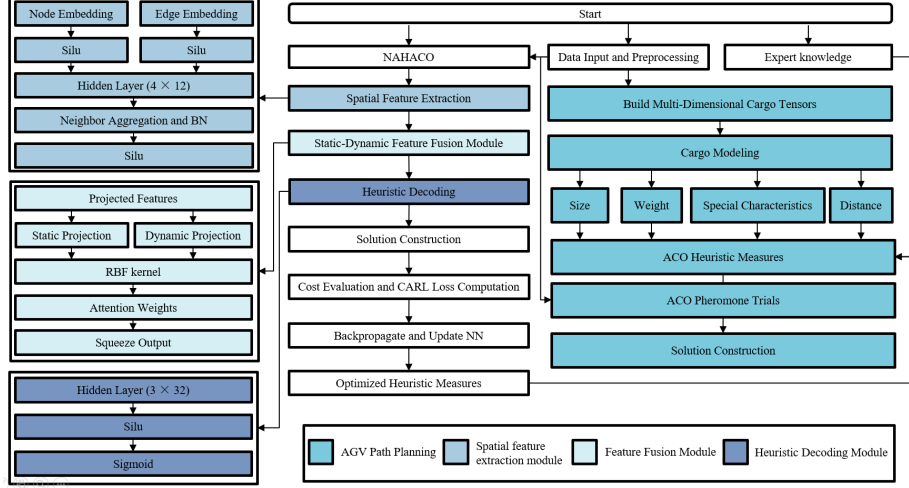 Start
Node Embedding
Edge Embedding
Silu
Silu
Hidden Layer (4 × 12)
Neighbor Aggregation and BN
Silu
Projected Features
Static Projection
Dynamic Projection
RBF kernel
Attention Weights
Squeeze Output
Hidden Layer (3 × 32)
Silu
Sigmoid
NAHACO
Spatial Feature Extraction
Static-Dynamic Feature Fusion Module
Heuristic Decoding
Solution Construction
Cost Evaluation and CARL Loss Computation
Backpropagate and Update NN
Optimized Heuristic Measures
Data Input and Preprocessing
Expert knowledge
Build Multi-Dimensional Cargo Tensors
Cargo Modeling
Size
Weight
Special Characteristics
Distance
ACO Heuristic Measures
ACO Pheromone Trials
Solution Construction
AGV Path Planning
Spatial feature
extraction module
Feature Fusion Module
Heuristic Decoding Module